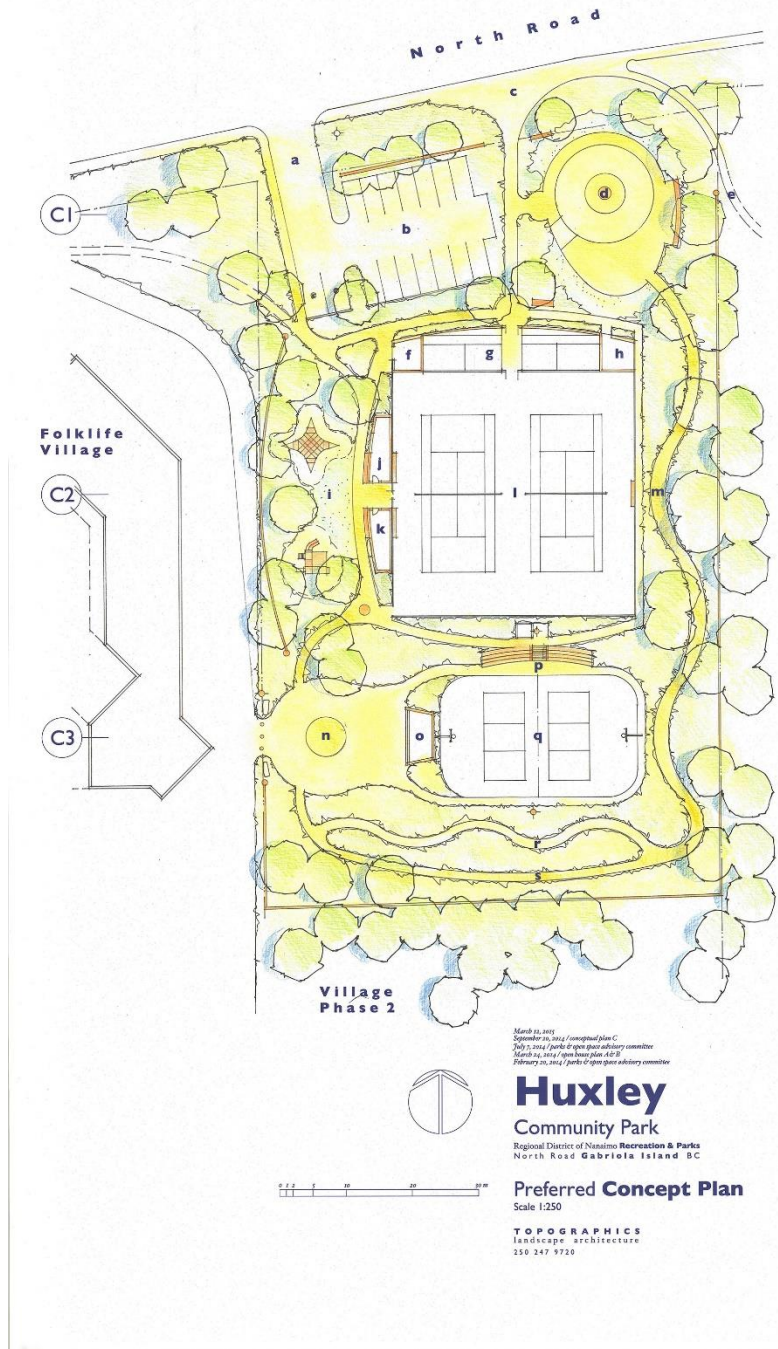 North Road
c
a
d
e
C1
b
f
g
h
Folklife
Village
j
C2
i
l
m
k
p
C3
n
o
q
r
s
Village
Phase 2
September 20, 2014 / conceptual plan C
July 7, 2014 / parks & open space advisory committee
March 24, 2014 / open house plan A & B
February 20, 2014 / parks & open space advisory committee
Huxley
Community Park
Regional District of Nanaimo Recreation & Parks
North Road Gabriola Island BC
0 1 2 5 10 20 30 m
Preferred Concept Plan
Scale 1:250
TOPOGRAPHICS
landscape architecture
250 247 9720